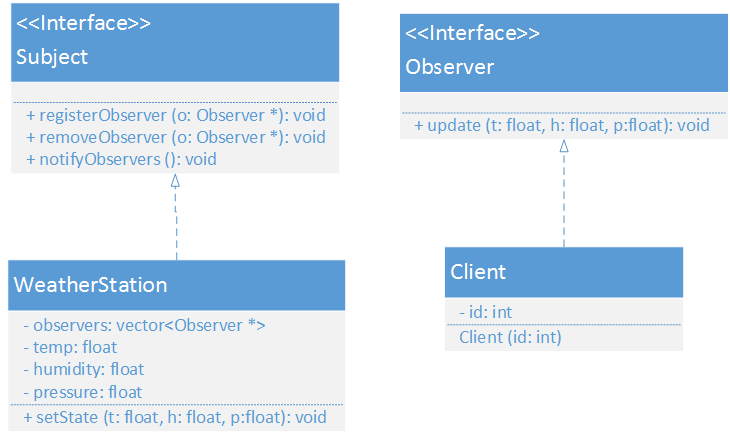 <<Interface>>
Subject
+ registerObserver (o: Observer *): void
+ removeObserver (o: Observer *): void
+ notifyObservers (): void
WeatherStation
- observers: vector<Observer *>
- temp: float
- humidity: float
- pressure: float
+ setState (t: float, h: float, p:float): void
<<Interface>>
Observer
+ update (t: float, h: float, p:float): void
Client
- id: int
Client (id: int)